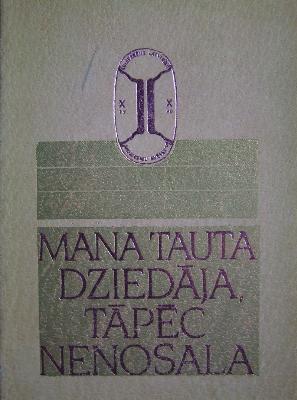 X X
MANA TAUTA
DZIEDĀJA,
TĀPĒC
NENOSALA